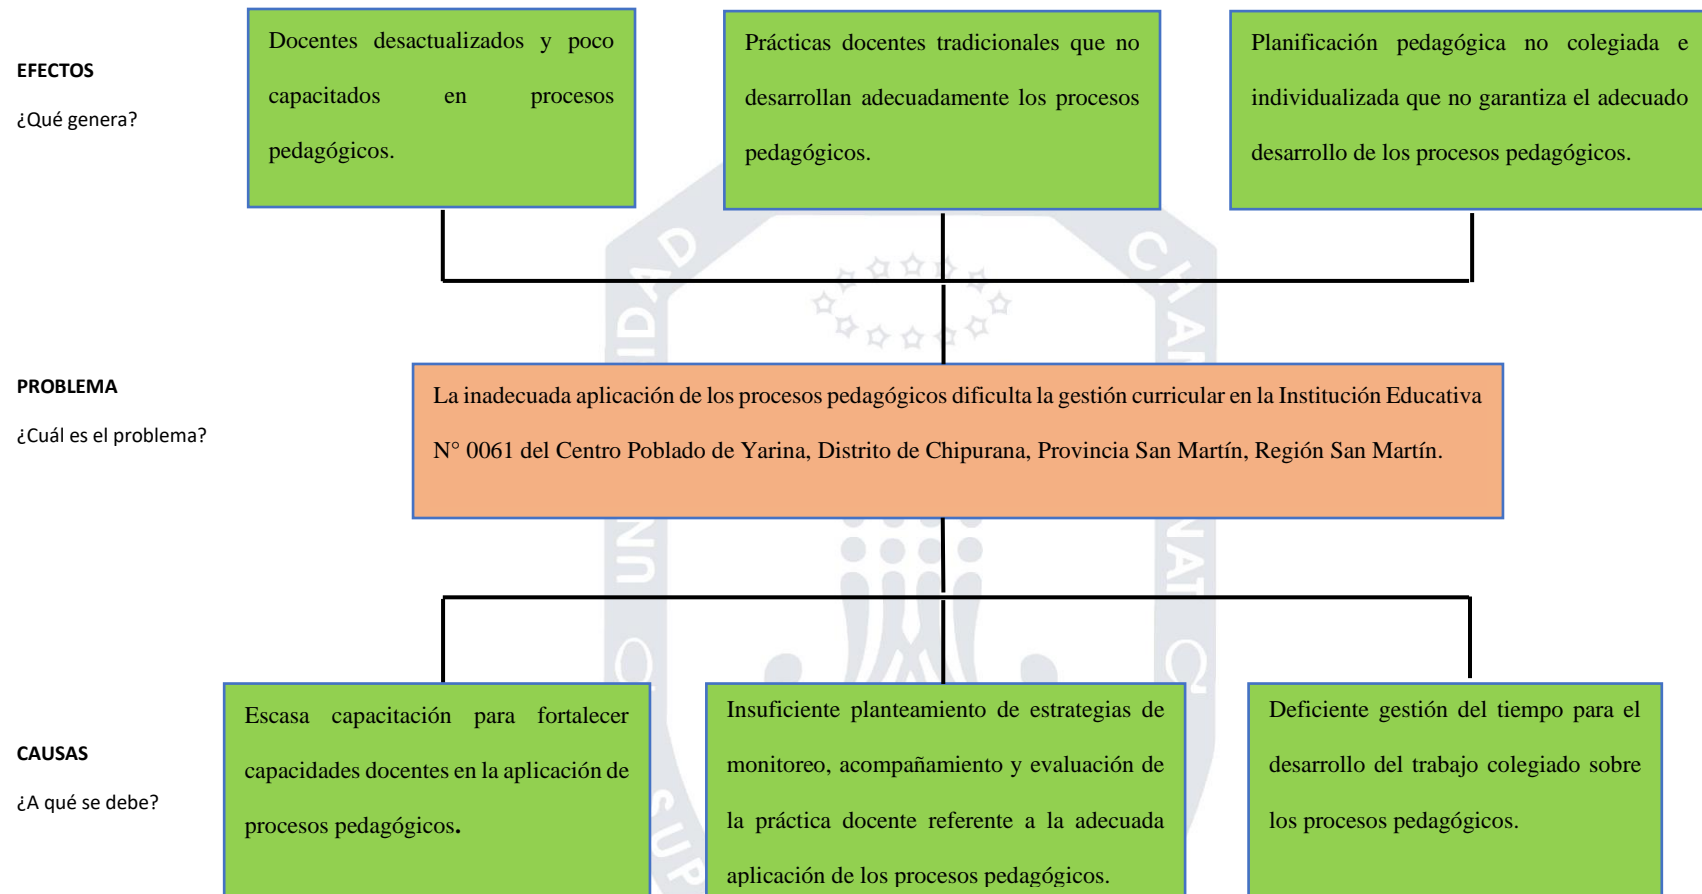 EFECTOS
¿Qué genera?
Docentes desactualizados y poco
capacitados en procesos
pedagógicos.
Prácticas docentes tradicionales que no
desarrollan adecuadamente los procesos
pedagógicos.
Planificación pedagógica no colegiada e
individualizada que no garantiza el adecuado
desarrollo de los procesos pedagógicos.
PROBLEMA
¿Cuál es el problema?
La inadecuada aplicación de los procesos pedagógicos dificulta la gestión curricular en la Institución Educativa
N° 0061 del Centro Poblado de Yarina, Distrito de Chipurana, Provincia San Martín, Región San Martín.
CAUSAS
¿A qué se debe?
Escasa capacitación para fortalecer
capacidades docentes en la aplicación de
procesos pedagógicos.
Insuficiente planteamiento de estrategias de
monitoreo, acompañamiento y evaluación de
la práctica docente referente a la adecuada
aplicación de los procesos pedagógicos.
Deficiente gestión del tiempo para el
desarrollo del trabajo colegiado sobre
los procesos pedagógicos.